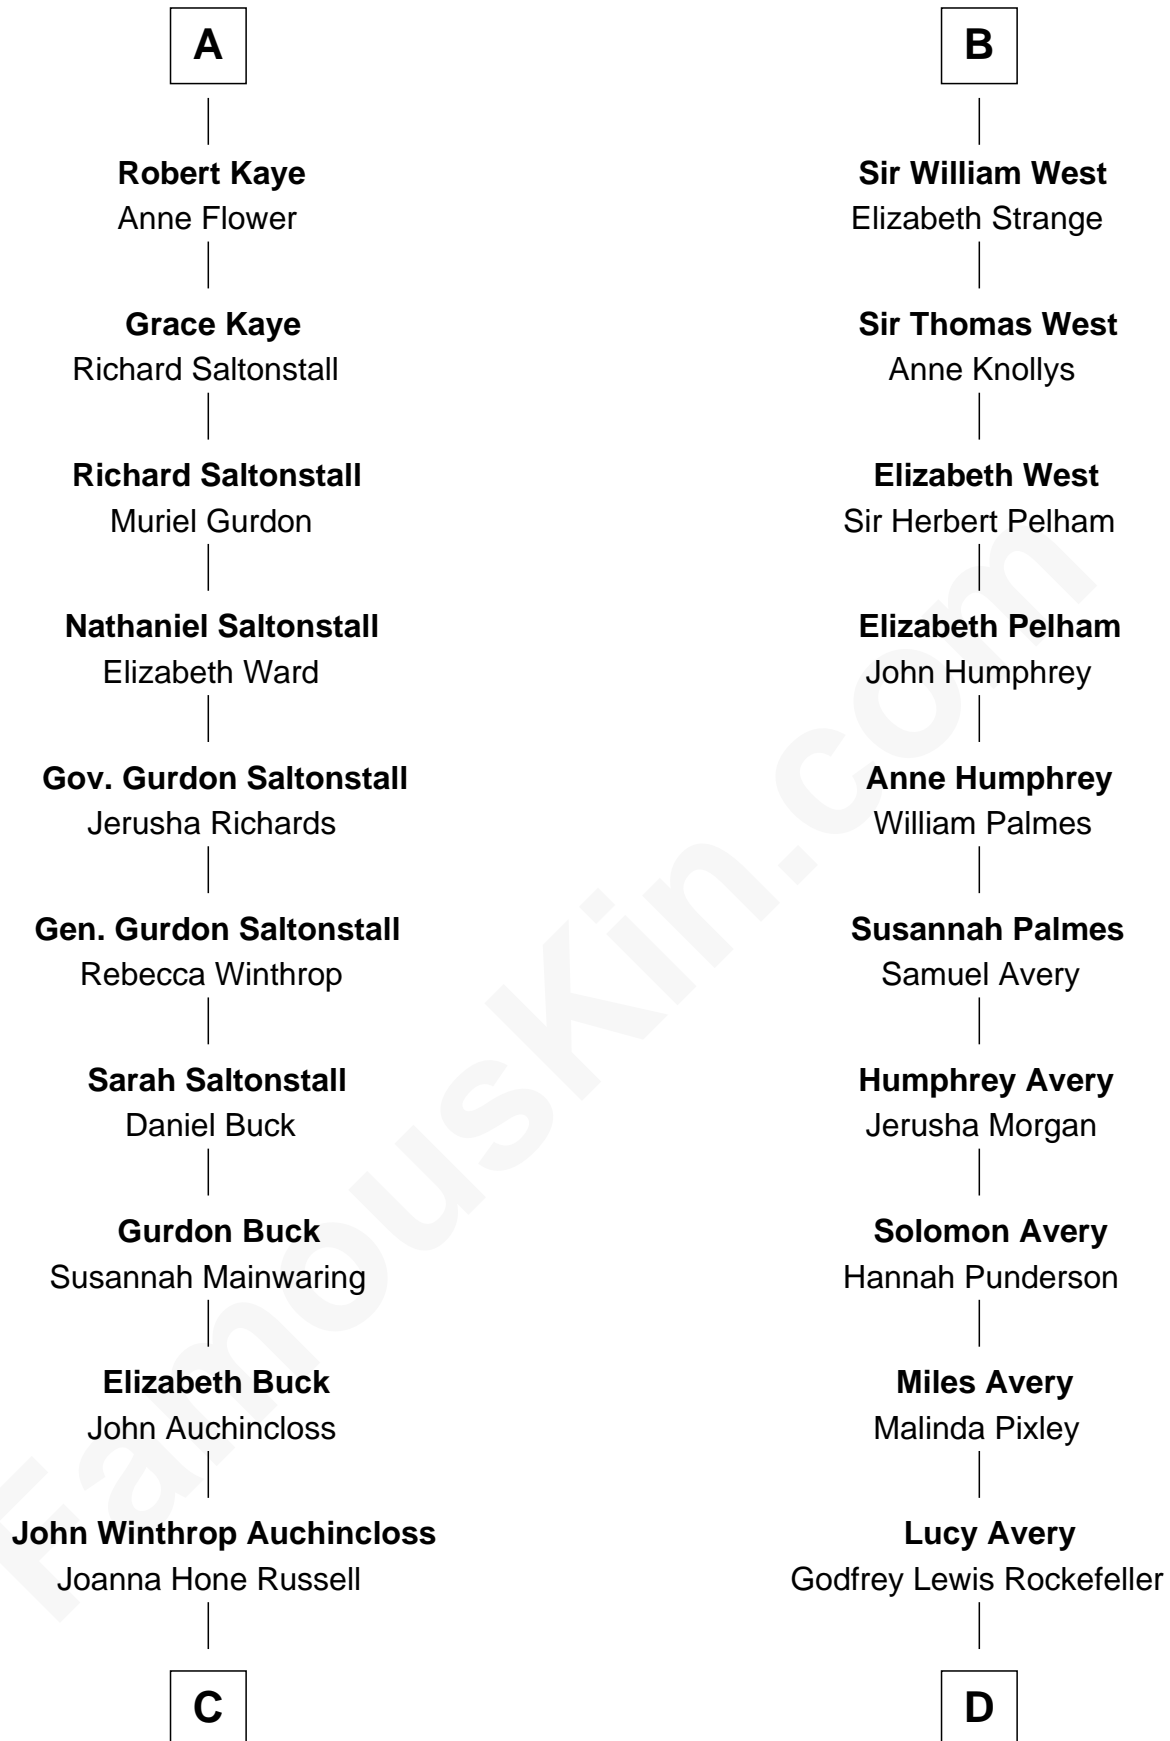 A
Robert Kaye
Anne Flower
Grace Kaye
Richard Saltonstall
Richard Saltonstall
Muriel Gurdon
Nathaniel Saltonstall
Elizabeth Ward
Gov. Gurdon Saltonstall
Jerusha Richards
Gen. Gurdon Saltonstall
Rebecca Winthrop
Sarah Saltonstall
Daniel Buck
Gurdon Buck
Susannah Mainwaring
Elizabeth Buck
John Auchincloss
John Winthrop Auchincloss
Joanna Hone Russell
C
B
Sir William West
Elizabeth Strange
Sir Thomas West
Anne Knollys
Elizabeth West
Sir Herbert Pelham
Elizabeth Pelham
John Humphrey
Anne Humphrey
William Palmes
Susannah Palmes
Samuel Avery
Humphrey Avery
Jerusha Morgan
Solomon Avery
Hannah Punderson
Miles Avery
Malinda Pixley
Lucy Avery
Godfrey Lewis Rockefeller
D
FamousKin.com